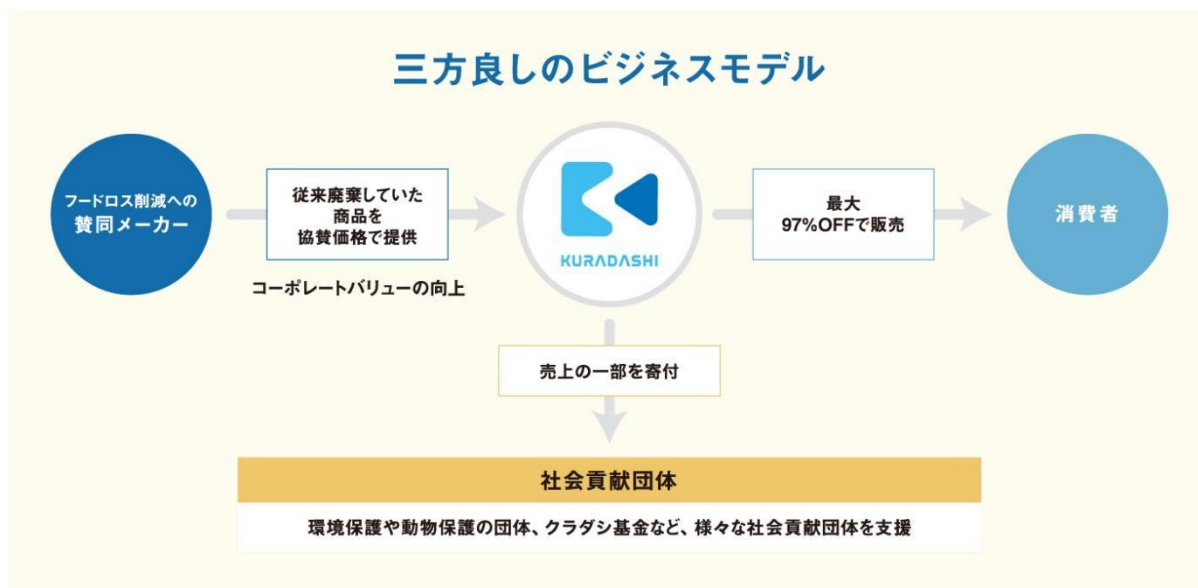 三方良しのビジネスモデル
フードロス削減への
賛同メーカー
従来廃棄していた
商品を
協賛価格で提供
コーポレートバリューの向上
KURADASHI
最大
97%OFFで販売
消費者
売上の一部を寄付
社会貢献団体
環境保護や動物保護の団体、クラダシ基金など、様々な社会貢献団体を支援